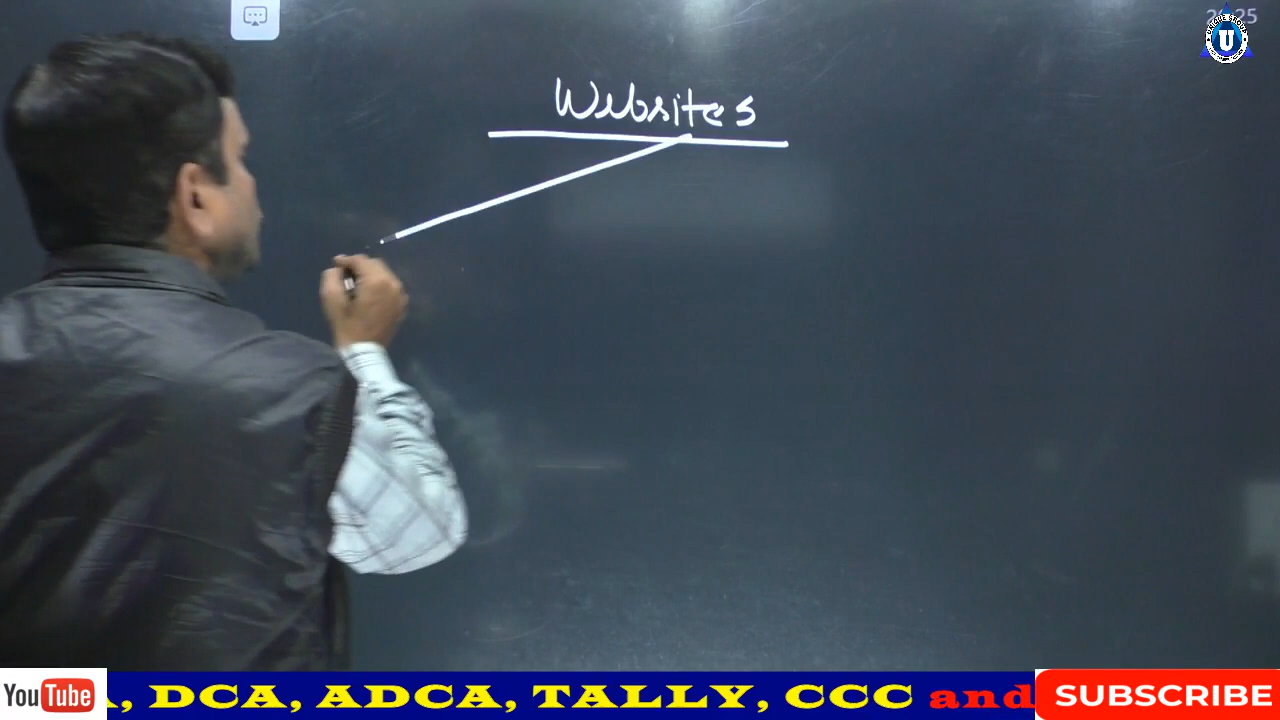 Websites
U
YouTube
, DCA, ADCA, TALLY, CCC and
SUBSCRIBE